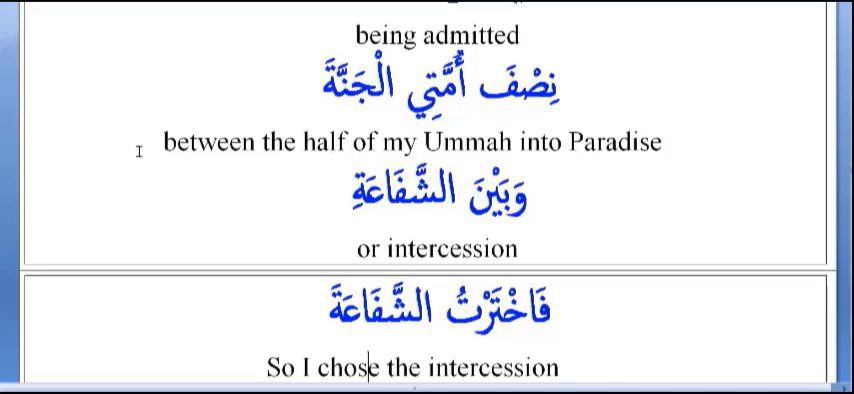 being admitted
نِصْفَ أُمَّتِي الْجَنَّةَ
between the half of my Ummah into Paradise
وَبَيْنَ الشَّفَاعَةِ
or intercession
فَاخْتَرْتُ الشَّفَاعَةَ
So I chose the intercession